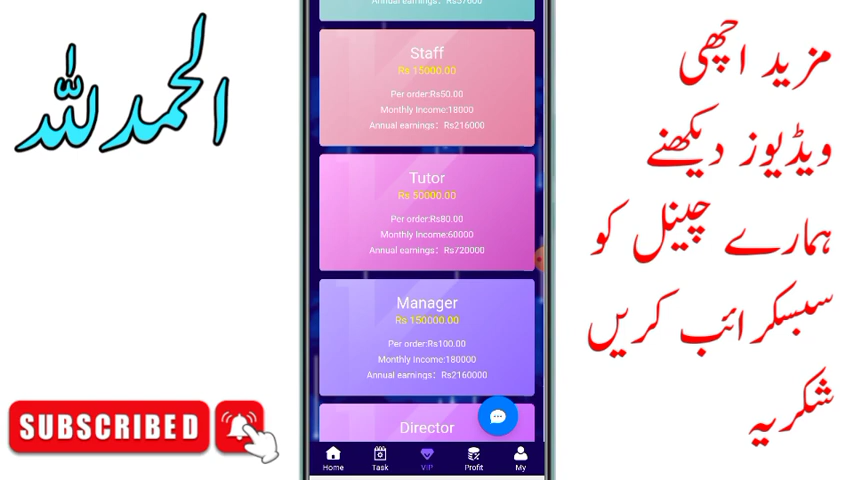 الحمدللہ
Annual earnings: Rs37600
Staff
Rs 15000.00
Per order:Rs50.00
Monthly Income:18000
Annual earnings: Rs216000
Tutor
Rs 50000.00
Per order:Rs80.00
Monthly Income:60000
Annual earnings: Rs720000
Manager
Rs 150000.00
Per order:Rs100.00
Monthly Income:180000
Annual earnings: Rs2160000
Director
Home Task VIP Profit My
مزید اچھی
ویڈیوز دیکھنے
ہمارے چینل کو
سبسکرائب کریں
شکریہ
SUBSCRIBED